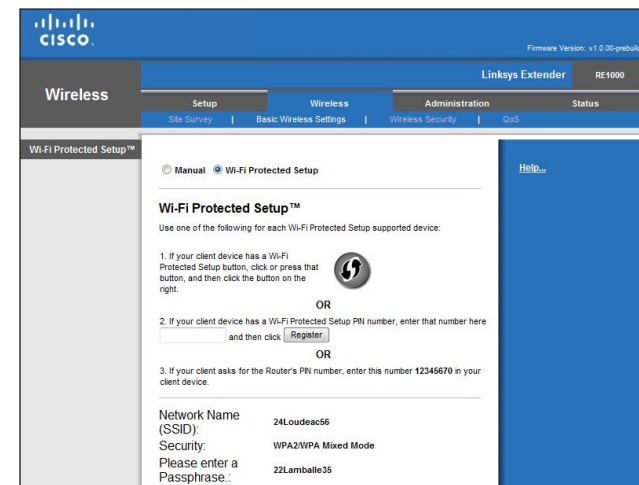 CISCO.
Firmware Version: v1.0.00-prebuild
Linksys Extender RE1000
Wireless
Setup Wireless Administration Status
Site Survey | Basic Wireless Settings | Wireless Security | QoS
Wi-Fi Protected Setup™
Manual Wi-Fi Protected Setup
Help...
Wi-Fi Protected Setup™
Use one of the following for each Wi-Fi Protected Setup supported device:
1. If your client device has a Wi-Fi
Protected Setup button, click or press that
button, and then click the button on the
right.
OR
2. If your client device has a Wi-Fi Protected Setup PIN number, enter that number here
and then click Register
OR
3. If your client asks for the Router's PIN number, enter this number 12345670 in your
client device.
Network Name
(SSID):
24Loudeac56
Security: WPA2/WPA Mixed Mode
Please enter a
Passphrase.:
22Lamballe35